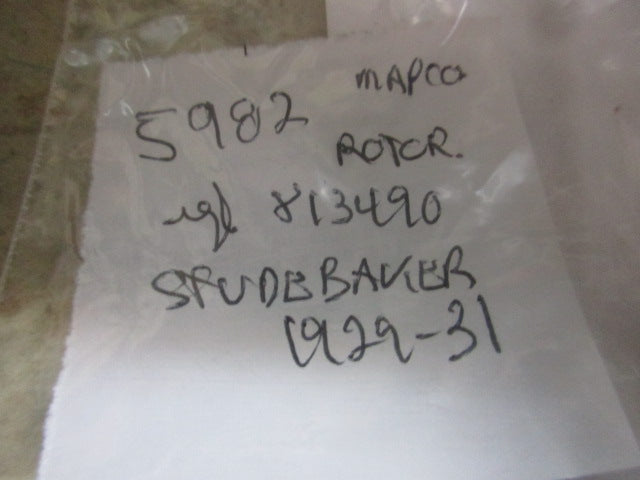 5982 MAPCO
ROTOR.
813490
STUDEBAKER
1929-31